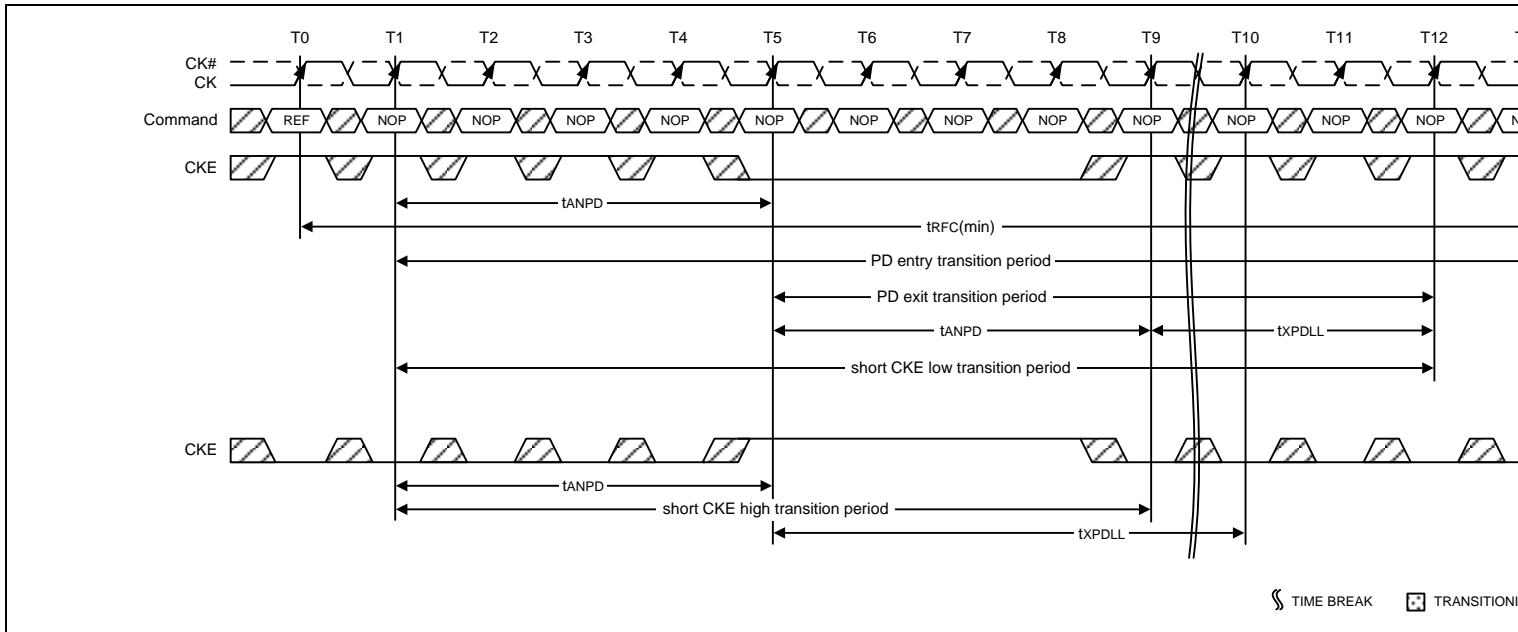 T0 T1 T2 T3 T4 T5 T6 T7 T8 T9 T10 T11 T12
CK#
CK
Command REF NOP NOP NOP NOP NOP NOP NOP NOP NOP NOP NOP NOP
CKE
tANPD
tRFC(min)
PD entry transition period
PD exit transition period
tANPD tXPDLL
short CKE low transition period
CKE
tANPD
short CKE high transition period
tXPDLL
TIME BREAK TRANSITIONI